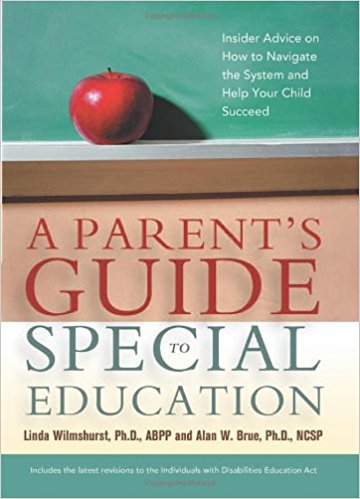 Insider Advice on
How to Navigate
the System and
Help Your Child
Succeed
A PARENT'S
GUIDE
TO
SPECIAL
EDUCATION
Linda Wilmshurst, Ph.D., ABPP and Alan W. Brue, Ph.D., NCSP
Includes the latest revisions to the Individuals with Disabilities Education Act